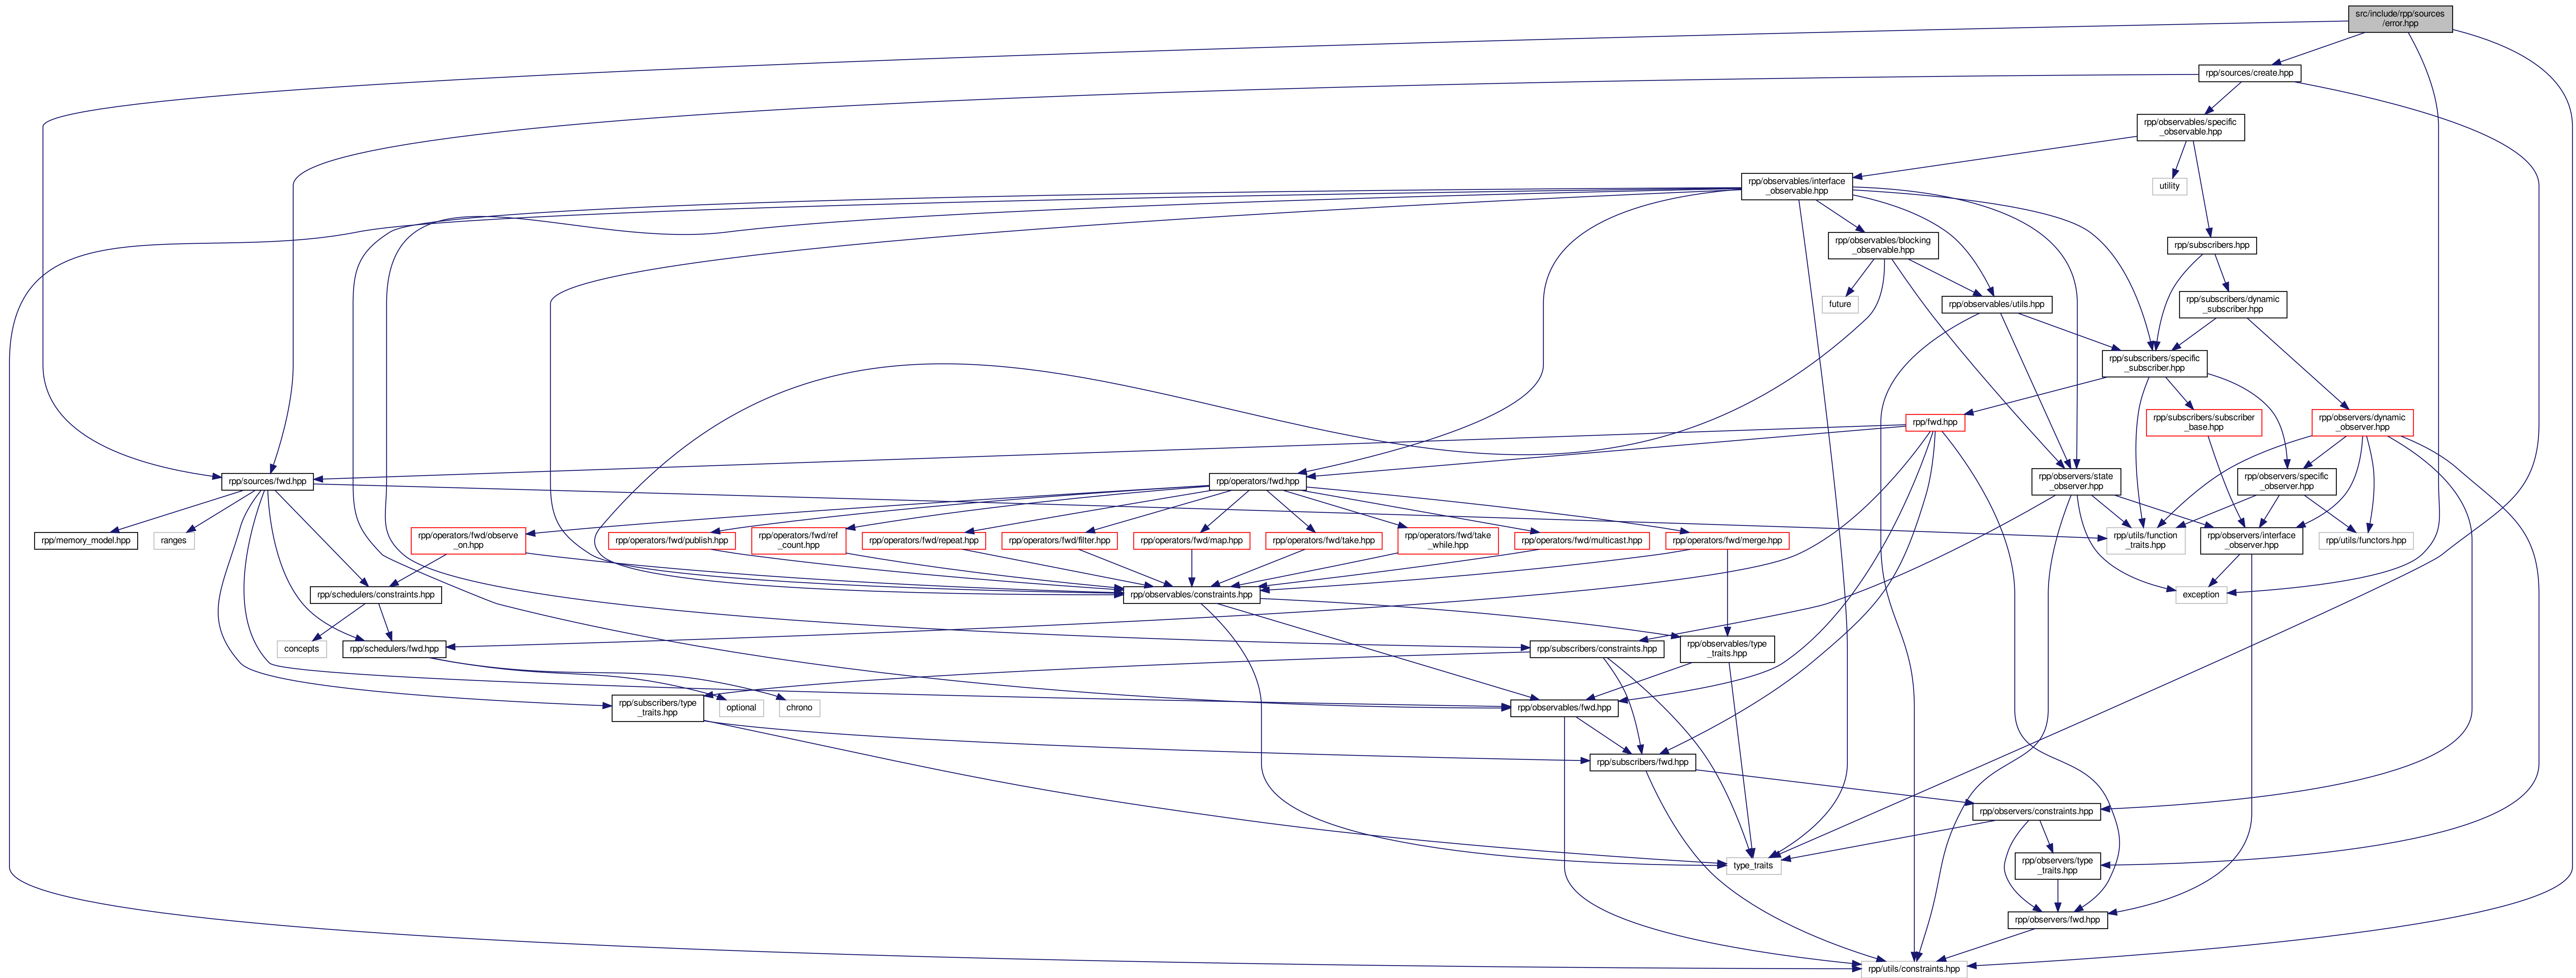 src/include/rpp/sources
/error.hpp
rpp/sources/create.hpp
rpp/observables/specific
_observable.hpp
rpp/observables/interface
_observable.hpp
utility
rpp/observables/blocking
_observable.hpp
rpp/subscribers.hpp
future
rpp/observables/utils.hpp
rpp/subscribers/dynamic
_subscriber.hpp
rpp/subscribers/specific
_subscriber.hpp
rpp/fwd.hpp
rpp/subscribers/subscriber
_base.hpp
rpp/observers/dynamic
_observer.hpp
rpp/sources/fwd.hpp
rpp/operators/fwd.hpp
rpp/observers/state
_observer.hpp
rpp/observers/specific
_observer.hpp
rpp/memory_model.hpp
ranges
rpp/operators/fwd/observe
_on.hpp
rpp/operators/fwd/publish.hpp
rpp/operators/fwd/ref
_count.hpp
rpp/operators/fwd/repeat.hpp
rpp/operators/fwd/filter.hpp
rpp/operators/fwd/map.hpp
rpp/operators/fwd/take.hpp
rpp/operators/fwd/take
_while.hpp
rpp/operators/fwd/multicast.hpp
rpp/operators/fwd/merge.hpp
rpp/utils/function
_traits.hpp
rpp/observers/interface
_observer.hpp
rpp/utils/functors.hpp
rpp/schedulers/constraints.hpp
rpp/observables/constraints.hpp
exception
concepts
rpp/schedulers/fwd.hpp
rpp/subscribers/constraints.hpp
rpp/observables/type
_traits.hpp
rpp/subscribers/type
_traits.hpp
optional
chrono
rpp/observables/fwd.hpp
rpp/subscribers/fwd.hpp
rpp/observers/constraints.hpp
type_traits
rpp/observers/type
_traits.hpp
rpp/observers/fwd.hpp
rpp/utils/constraints.hpp